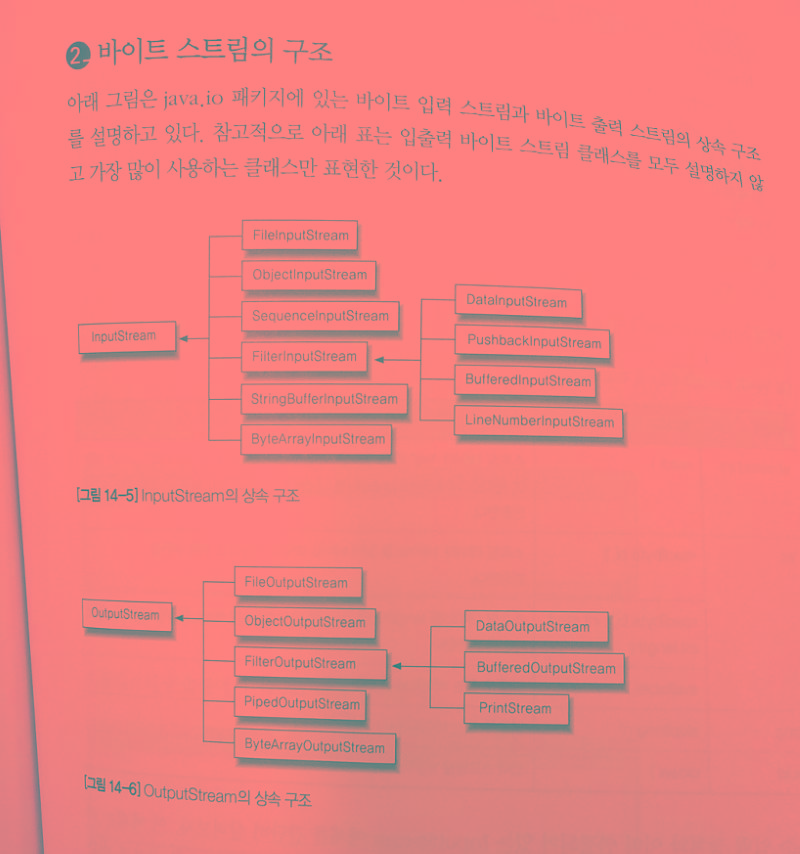 2 바이트 스트림의 구조
아래 그림은 java.io 패키지에 있는 바이트 입력 스트림과 바이트 출력 스트림의 상속 구조
를 설명하고 있다. 참고적으로 아래 표는 입출력 바이트 스트림 클래스를 모두 설명하지 않
고 가장 많이 사용하는 클래스만 표현한 것이다.
InputStream
FileInputStream
ObjectInputStream
SequenceInputStream
FilterInputStream
StringBufferInputStream
ByteArrayInputStream
DataInputStream
PushbackInputStream
BufferedInputStream
LineNumberInputStream
[그림 14-5] InputStream의 상속 구조
OutputStream
FileOutputStream
ObjectOutputStream
FilterOutputStream
PipedOutputStream
ByteArrayOutputStream
DataOutputStream
BufferedOutputStream
PrintStream
[그림 14-6] OutputStream의 상속 구조